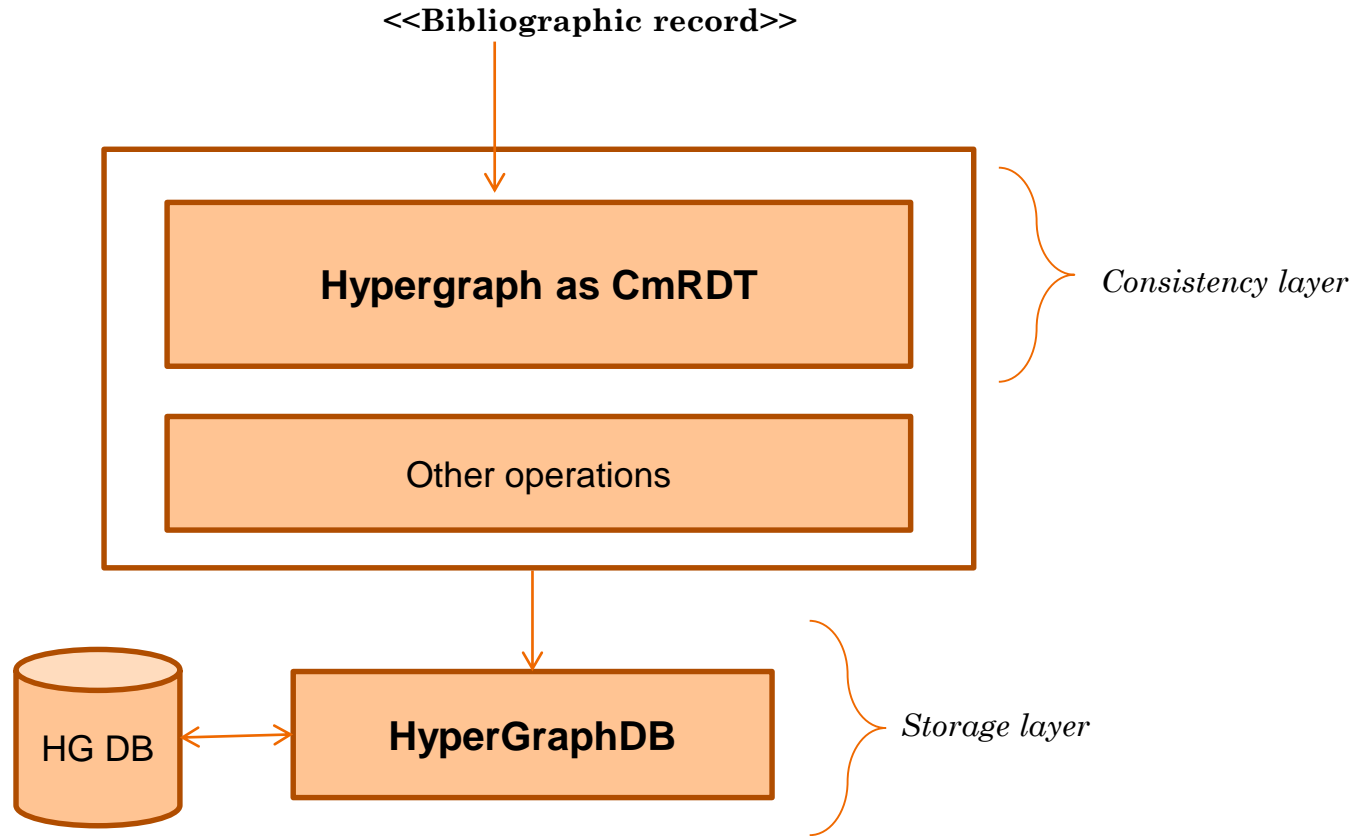 <<Bibliographic record>>
Hypergraph as CmRDT
Consistency layer
Other operations
HG DB
HyperGraphDB
Storage layer